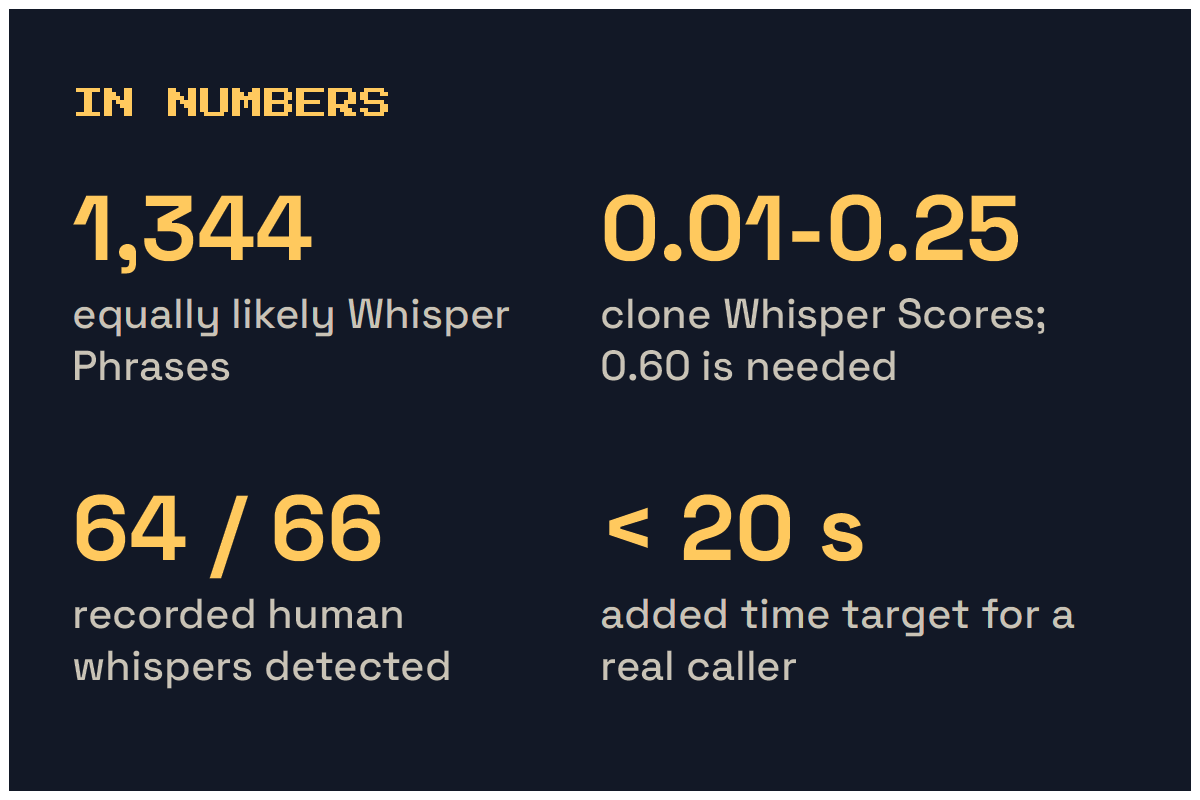 IN NUMBERS
1,344
equally likely Whisper
Phrases
0.01-0.25
clone Whisper Scores;
0.60 is needed
64 / 66
recorded human
whispers detected
< 20 s
added time target for a
real caller